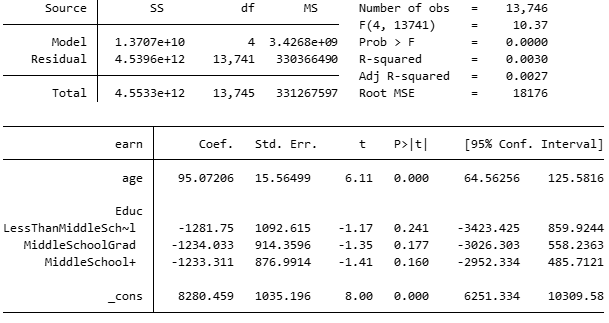 Source SS df MS Number of obs = 13,746
F(4, 13741) = 10.37
Model 1.3707e+10 4 3.4268e+09 Prob > F = 0.0000
Residual 4.5396e+12 13,741 330366490 R-squared = 0.0030
Adj R-squared = 0.0027
Total 4.5533e+12 13,745 331267597 Root MSE = 18176
earn Coef. Std. Err. t P>|t| [95% Conf. Interval]
age 95.07206 15.56499 6.11 0.000 64.56256 125.5816
Educ
LessThanMiddleSch~l -1281.75 1092.615 -1.17 0.241 -3423.425 859.9244
MiddleSchoolGrad -1234.033 914.3596 -1.35 0.177 -3026.303 558.2363
MiddleSchool+ -1233.311 876.9914 -1.41 0.160 -2952.334 485.7121
_cons 8280.459 1035.196 8.00 0.000 6251.334 10309.58